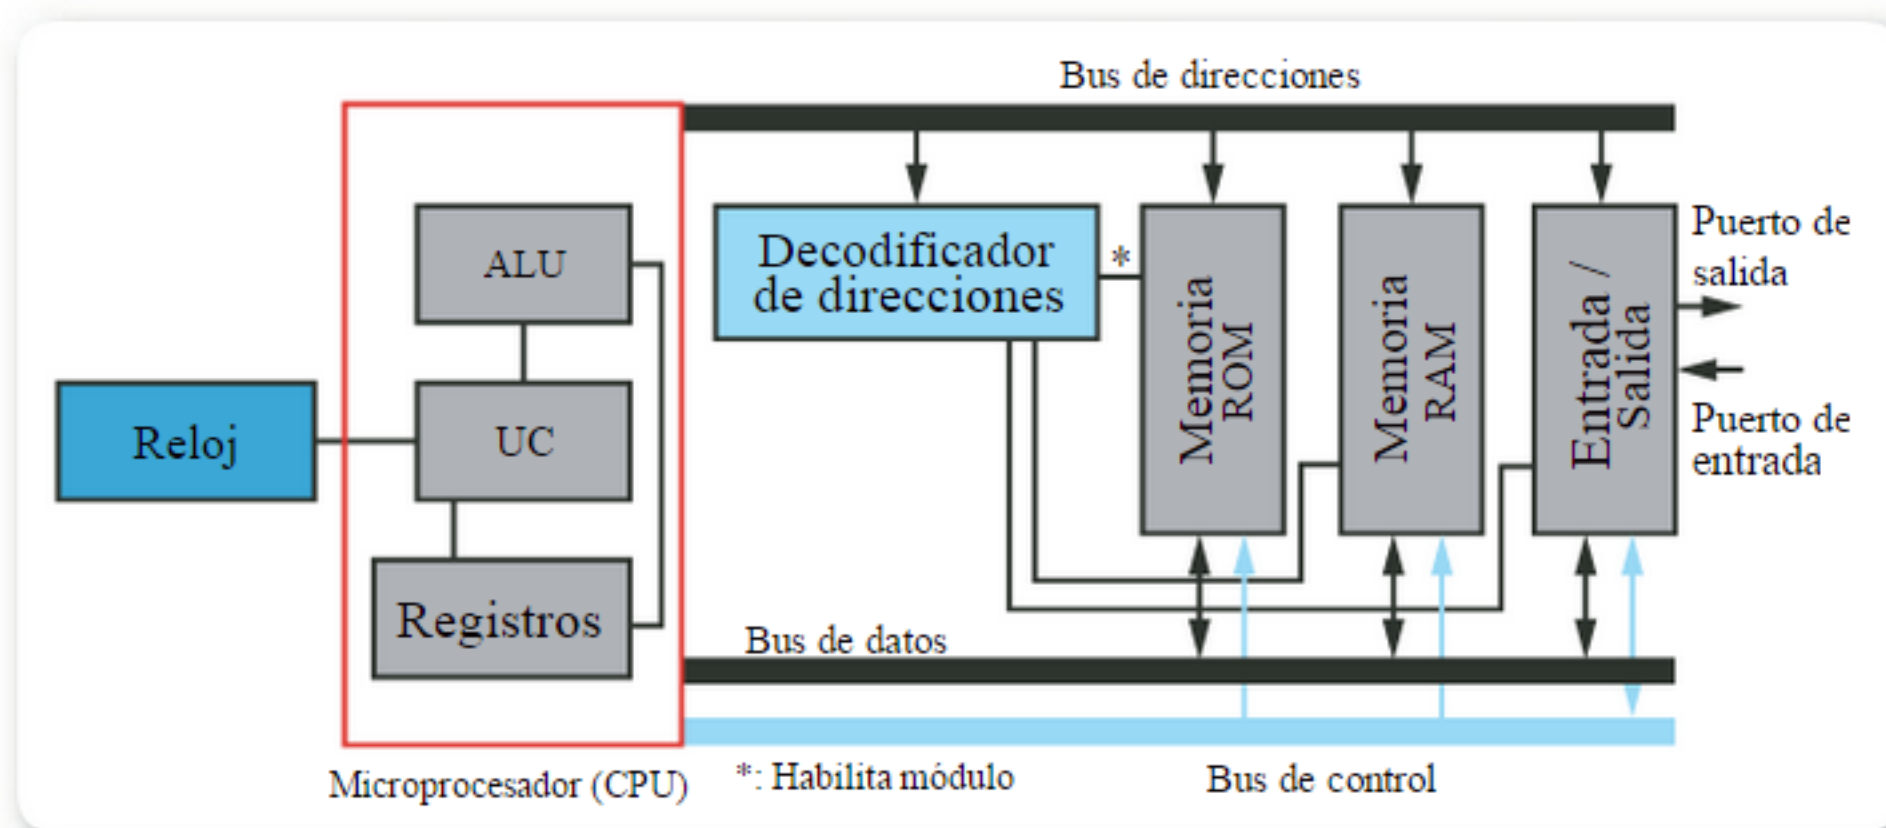 Bus de direcciones
Decodificador
de direcciones
*
Memoria
ROM
Memoria
RAM
Entrada /
Salida
Puerto de
salida
Puerto de
entrada
ALU
UC
Registros
Reloj
Bus de datos
Microprocesador (CPU)
*: Habilita módulo
Bus de control